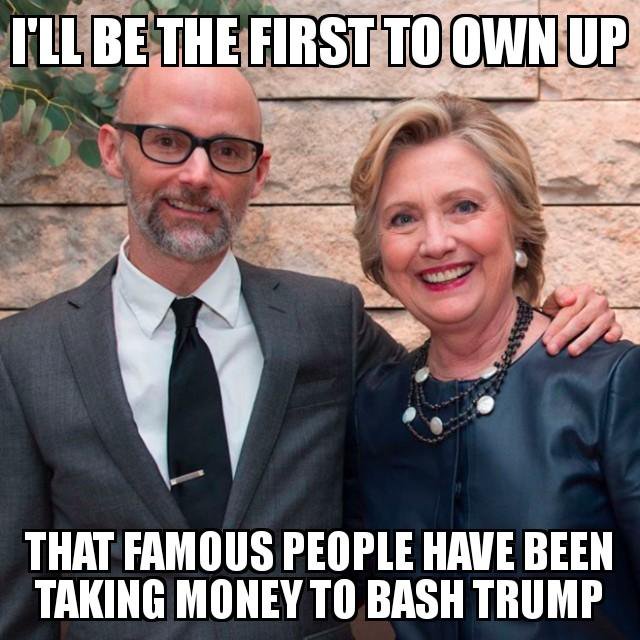 I'LL BE THE FIRST TO OWN UP
THAT FAMOUS PEOPLE HAVE BEEN
TAKING MONEY TO BASH TRUMP